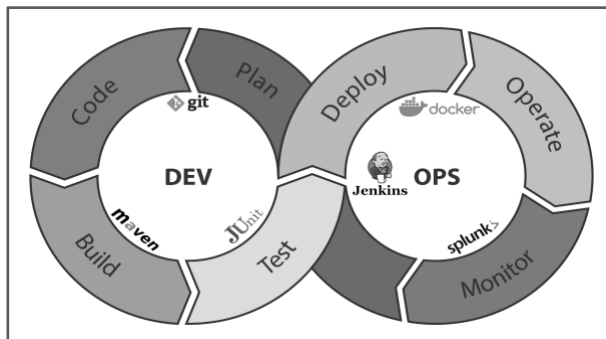 Plan
Code
Build
Test
Deploy
Operate
Monitor
DEV
OPS
git
maven
JUnit
docker
Jenkins
splunk>